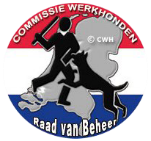 COMMISSIE WERKHONDEN
© CWH
Raad van Beheer